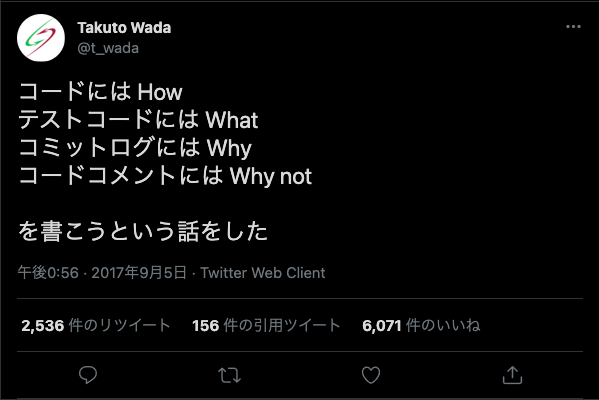 Takuto Wada
@t_wada
コードには How
テストコードには What
コミットログには Why
コードコメントには Why not
を書こうという話をした
午後0:56 · 2017年9月5日 · Twitter Web Client
2,536 件のリツイート 156 件の引用ツイート 6,071 件のいいね